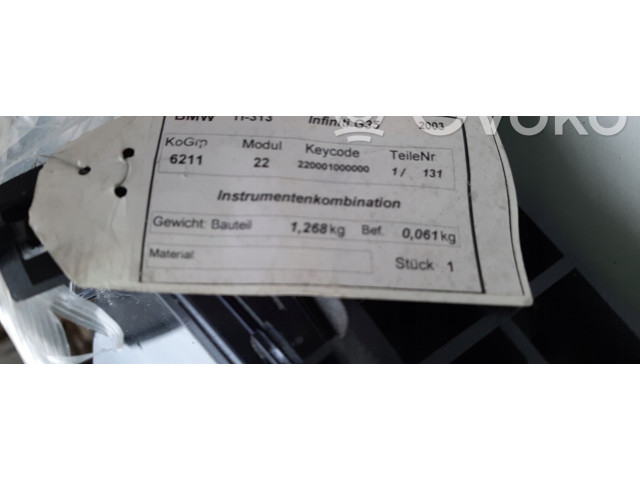 BMW TI-313 Infiniti G35 2003
KoGrp Modul Keycode TeileNr
6211 22 220001000000 1/ 131
Instrumentenkombination
Gewicht: Bauteil 1,268 kg Bef. 0,061 kg
Material
Stück 1